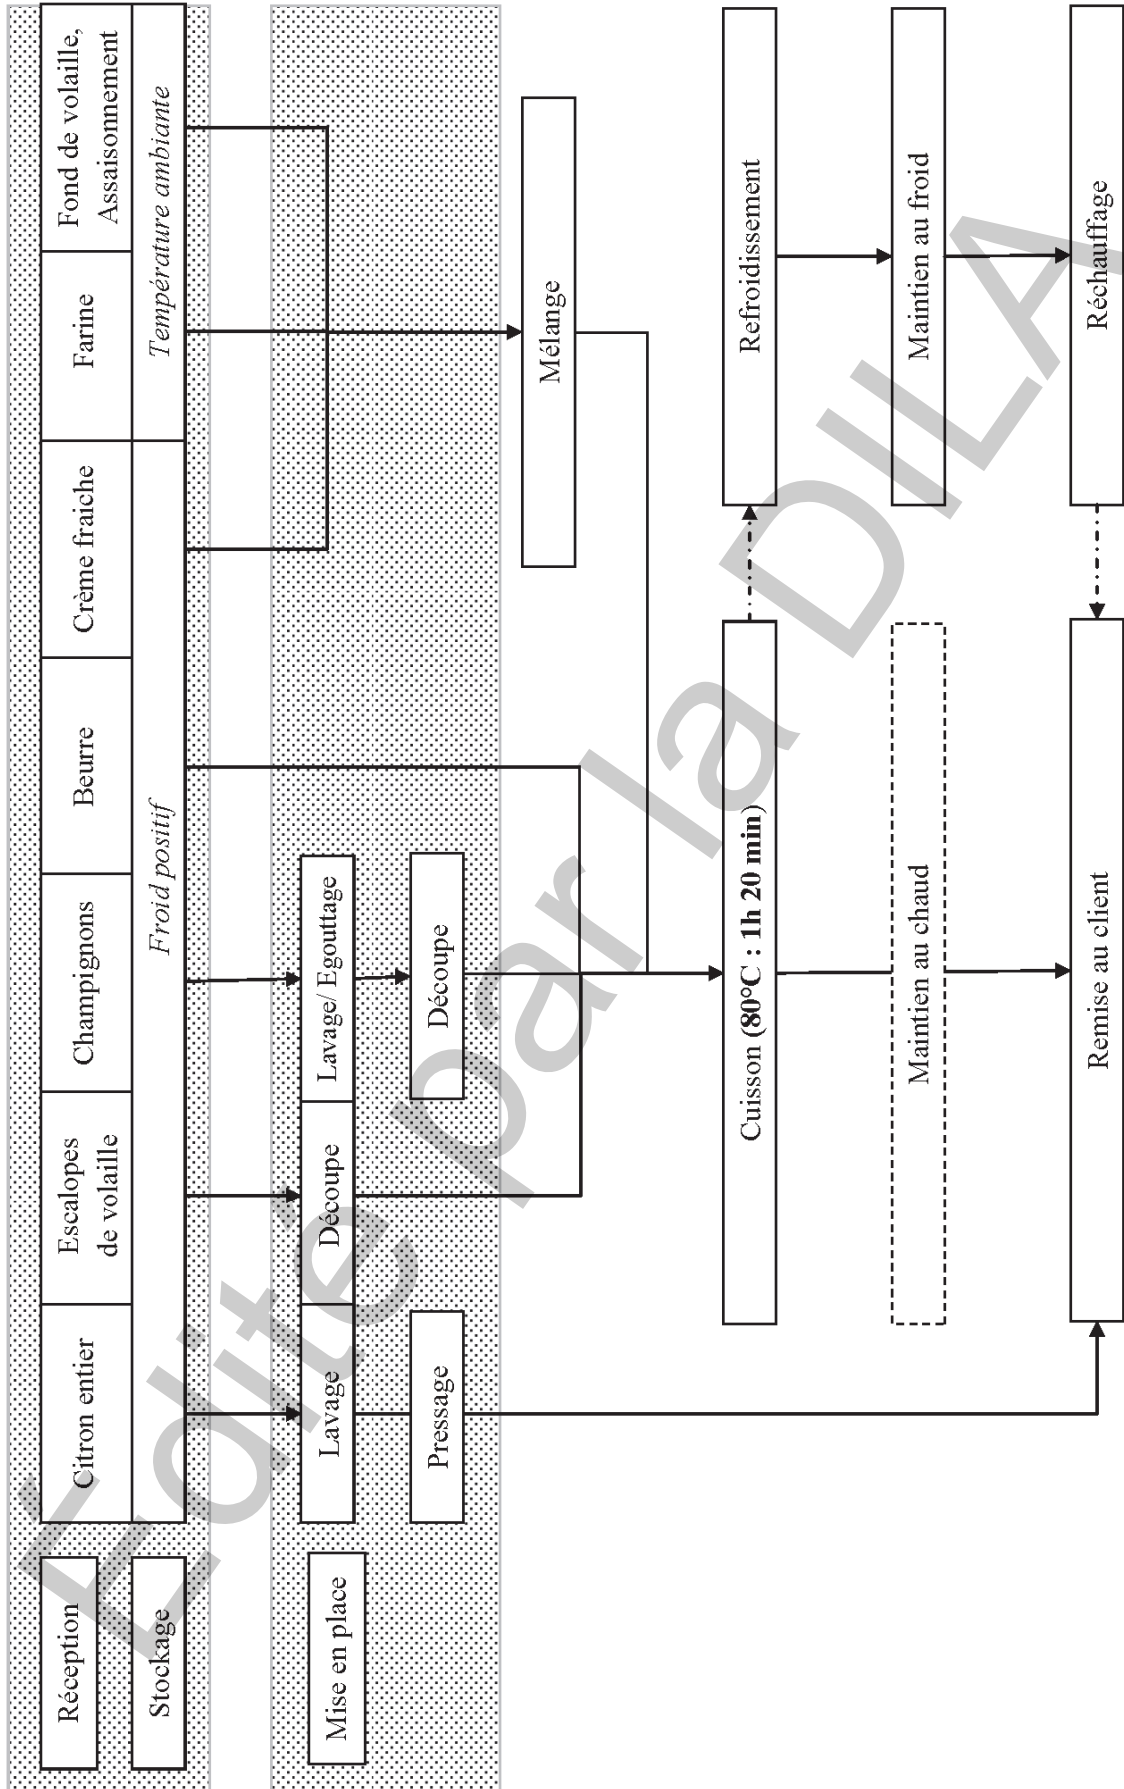 Réception
Citron entier
Escalopes
de volaille
Champignons
Beurre
Crème fraiche
Farine
Fond de volaille,
Assaisonnement
Stockage
Froid positif
Température ambiante
Mise en place
Lavage
Découpe
Lavage/ Egouttage
Pressage
Découpe
Mélange
Cuisson (80°C : 1h 20 min)
Refroidissement
Maintien au chaud
Maintien au froid
Remise au client
Réchauffage
Edité par la DILA